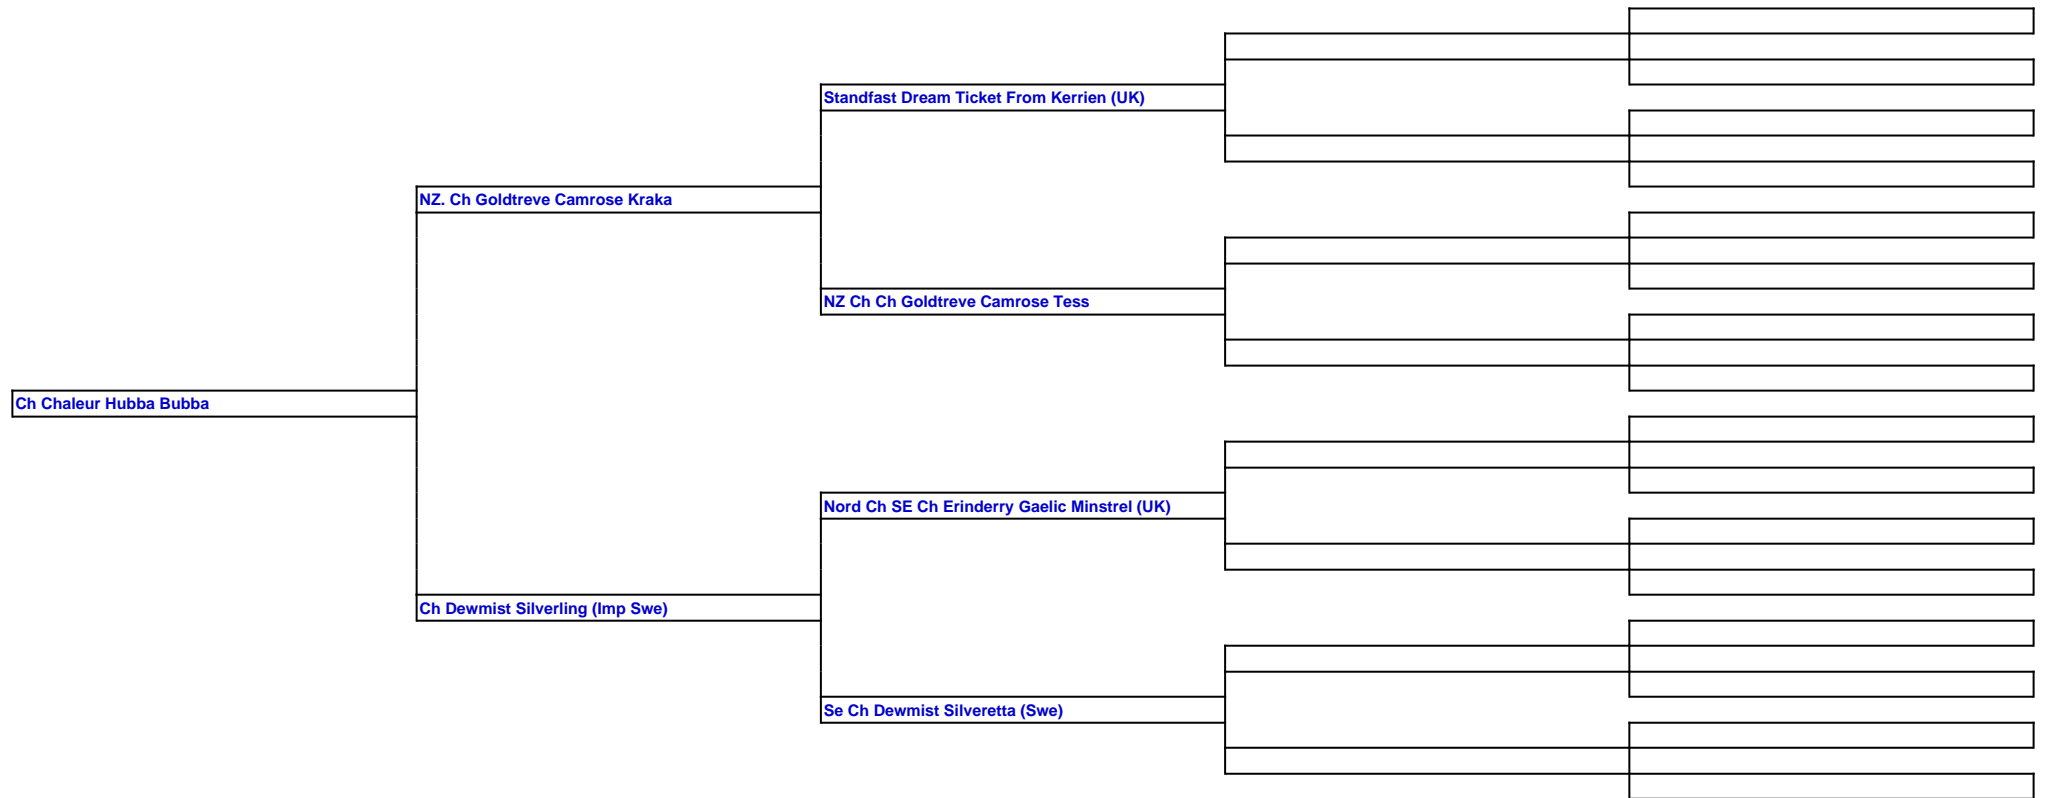 Standfast Dream Ticket From Kerrien (UK)
NZ. Ch Goldtreve Camrose Kraka
NZ Ch Ch Goldtreve Camrose Tess
Ch Chaleur Hubba Bubba
Nord Ch SE Ch Erinderry Gaelic Minstrel (UK)
Ch Dewmist Silverling (Imp Swe)
Se Ch Dewmist Silveretta (Swe)